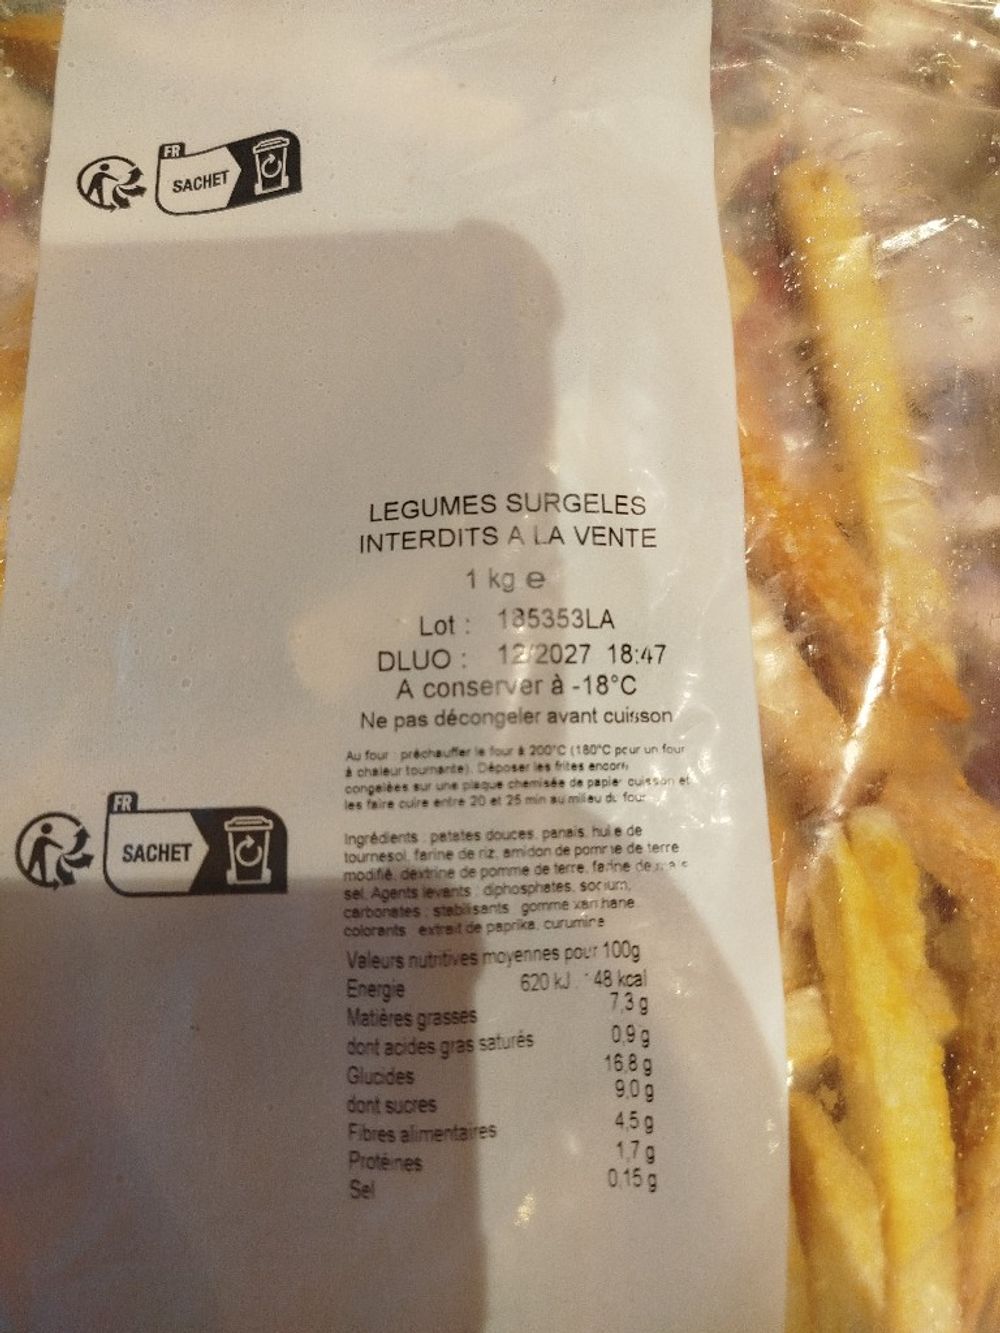 FR
SACHET
LEGUMES SURGELES
INTERDITS A LA VENTE
1 kg e
Lot : 185353LA
DLUO : 12/2027 18:47
A conserver à -18°C
Ne pas décongeler avant cuisson
Au four : préchauffer le four à 200°C (180°C pour un four
à chaleur tournante). Déposer les frites encore
congelées sur une plaque chemisée de papier cuisson et
les faire cuire entre 20 et 25 min au milieu du four
FR
SACHET
Ingrédients : patates douces, panais, huile de
tournesol, farine de riz, amidon de pomme de terre
modifié, dextrine de pomme de terre, farine de
sel. Agents levants : diphosphates, sodium,
carbonates ; stabilisants gomme xanthane
colorants extrait de paprika, curumine
Valeurs nutritives moyennes pour 100g
Energie 620 kJ 48 kcal
Matières grasses 7,3 g
dont acides gras saturés 0,9 g
Glucides 16,8 g
dont sucres 9,0 g
Fibres alimentaires 4,5 g
Protéines 1,7 g
Sel 0,15 g